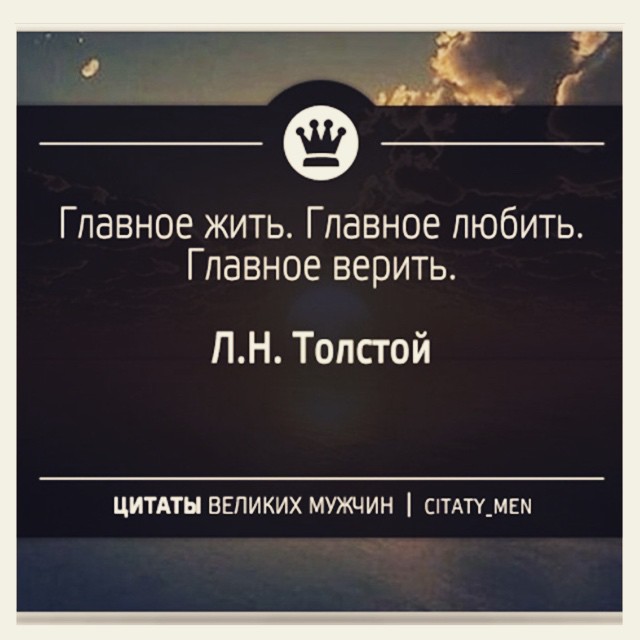 Главное жить. Главное любить.
Главное верить.
Л.Н. Толстой
ЦИТАТЫ ВЕЛИКИХ МУЖЧИН | CITATY_MEN